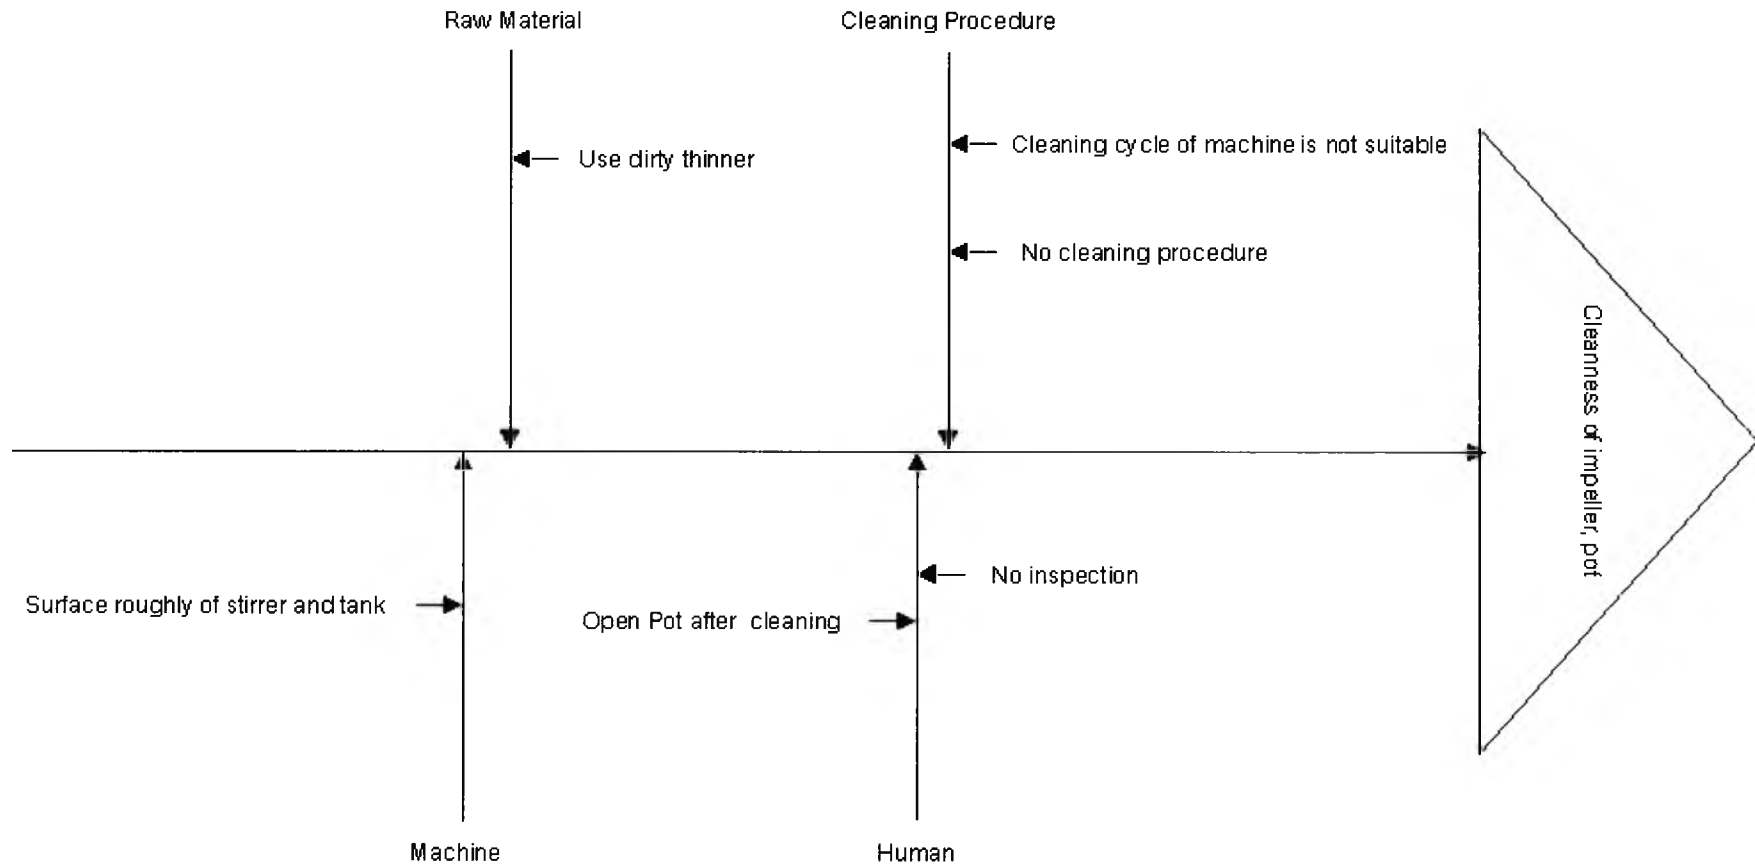 Raw Material
Cleaning Procedure
Use dirty thinner
Cleaning cycle of machine is not suitable
No cleaning procedure
Cleanness of impeller, pot
No inspection
Surface roughly of stirrer and tank
Open Pot after cleaning
Machine
Human